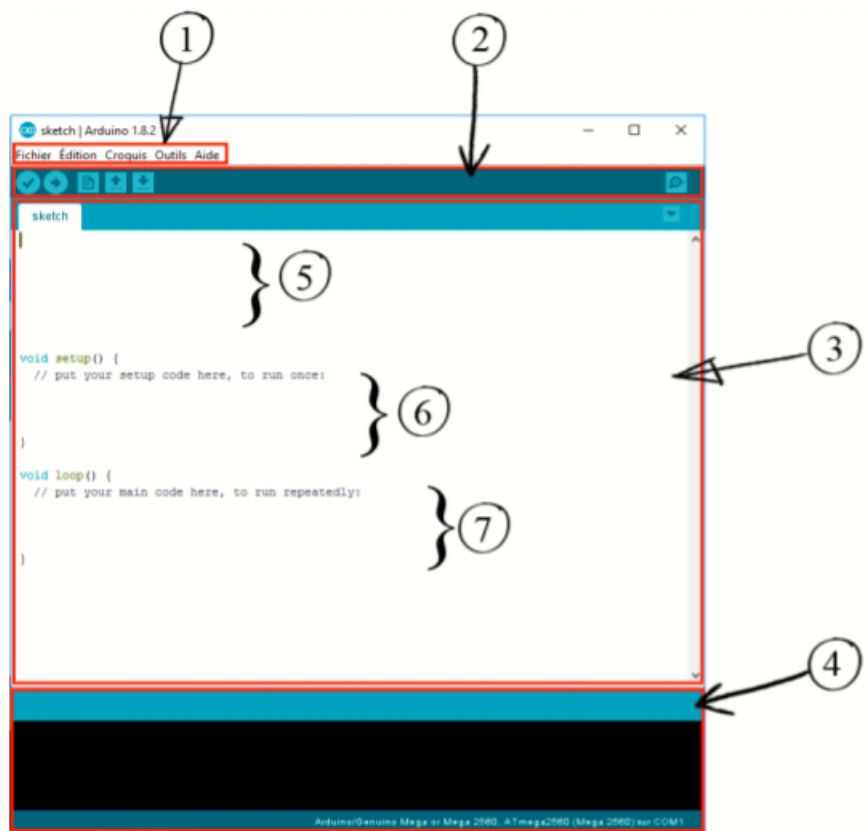 1
2
sketch | Arduino 1.8.2
Fichier Édition Croquis Outils Aide
sketch
5
void setup() {
// put your setup code here, to run once:
3
6
}
void loop() {
// put your main code here, to run repeatedly:
7
}
4
Arduino/Genuino Mega or Mega 2560, ATmega2560 (Mega 2560) sur COM1